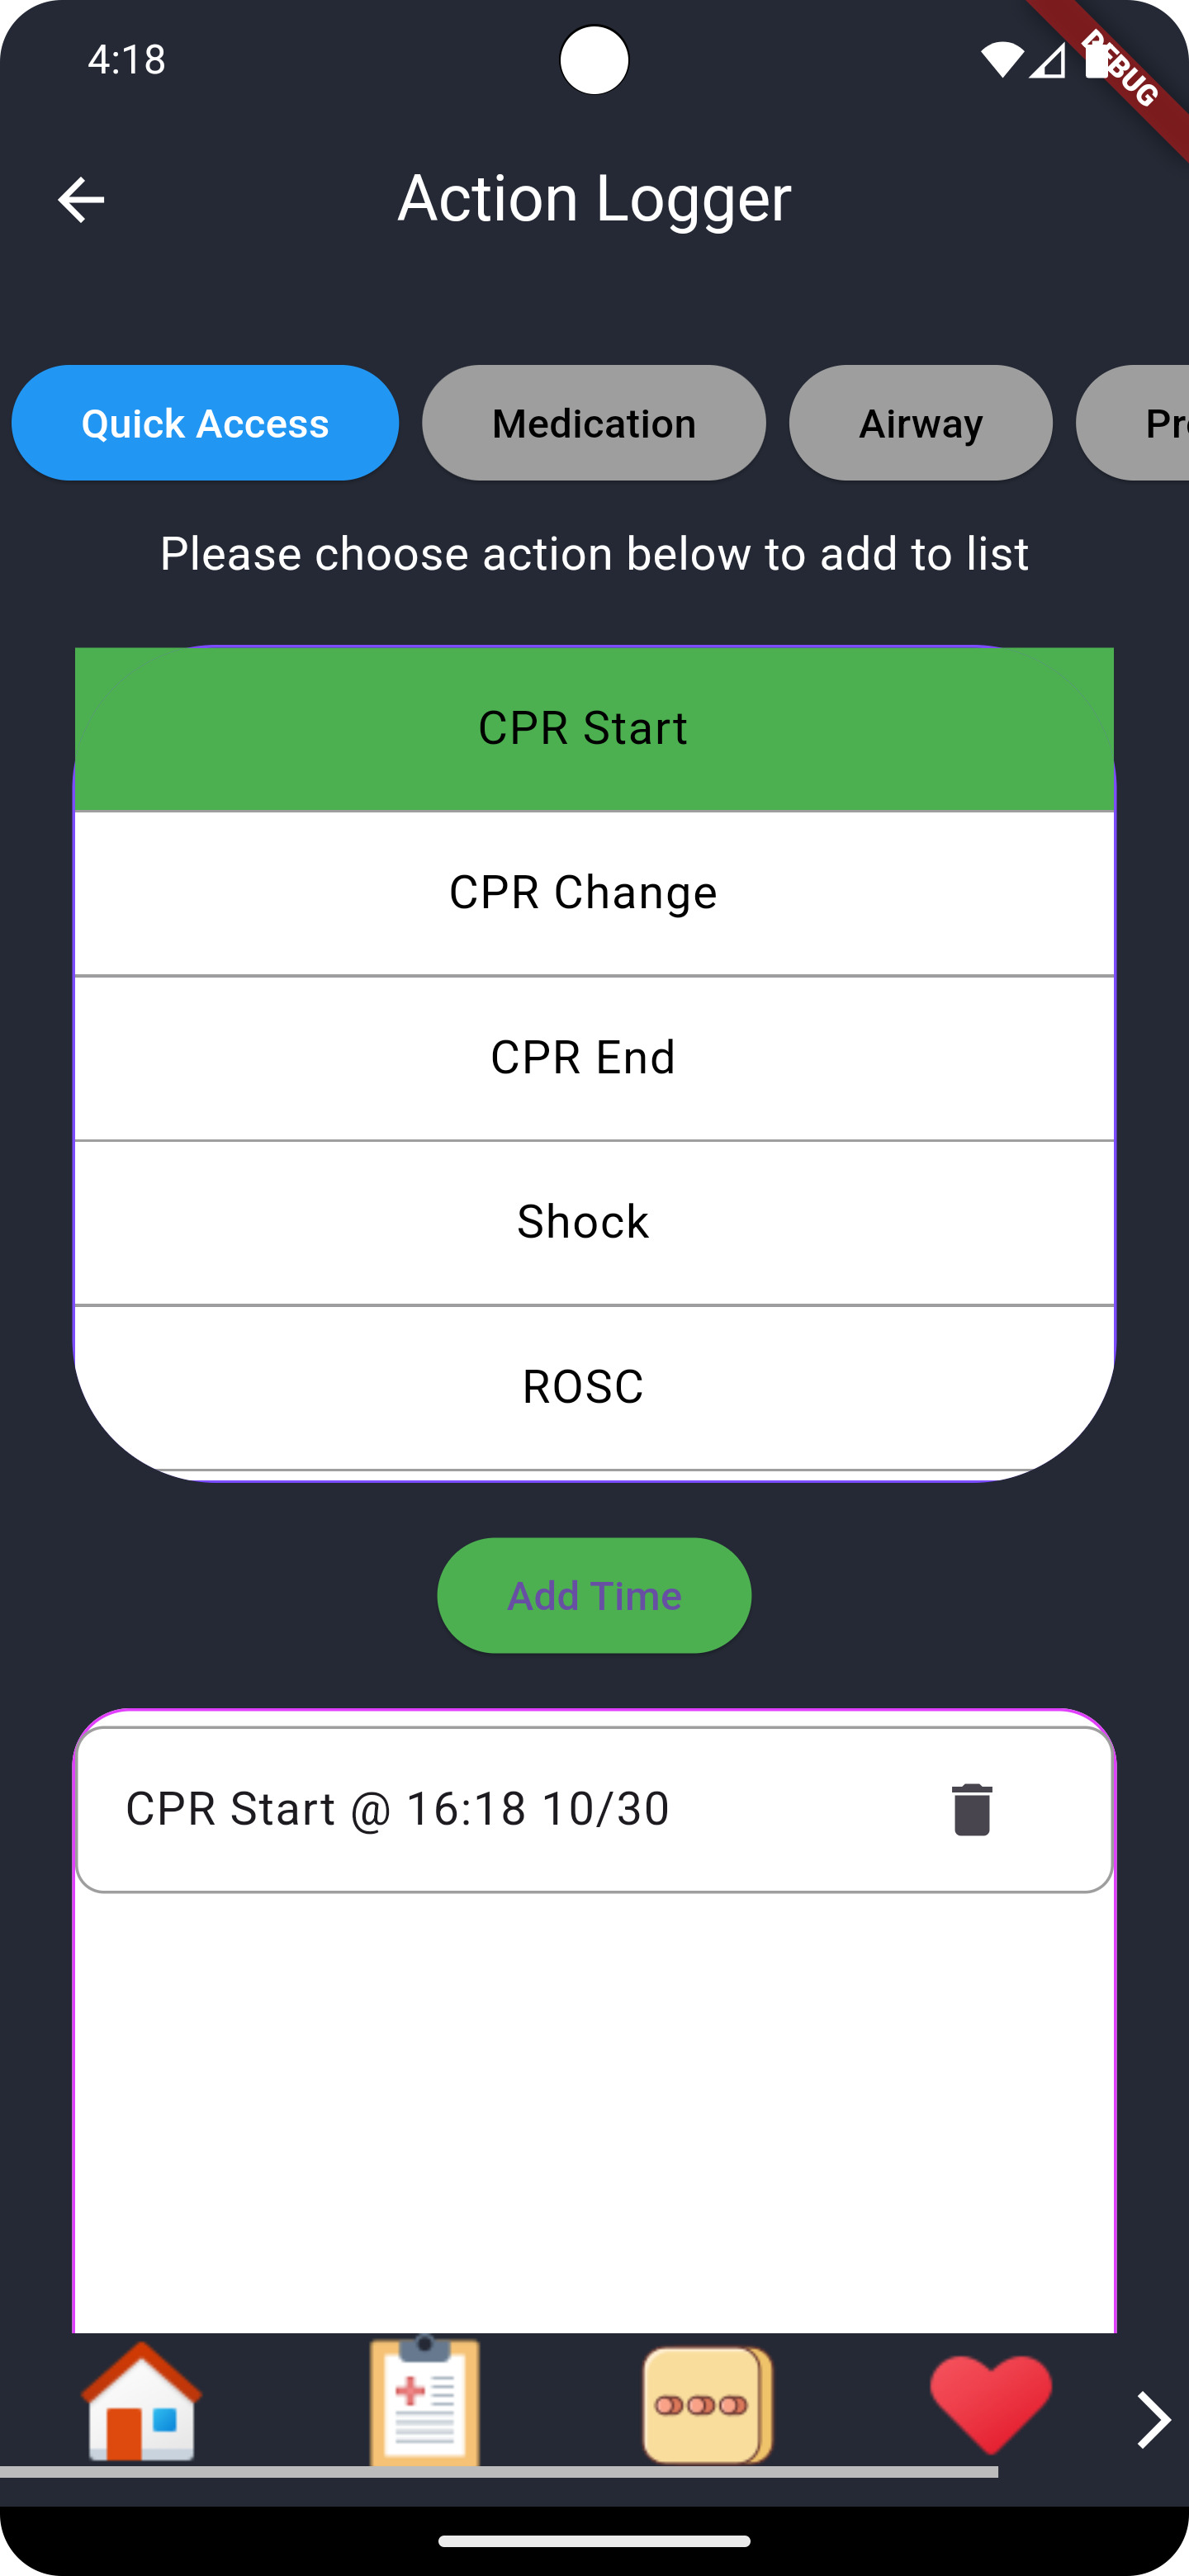 4:18
DEBUG
Action Logger
Quick Access
Medication
Airway
Please choose action below to add to list
CPR Start
CPR Change
CPR End
Shock
ROSC
Add Time
CPR Start @ 16:18 10/30